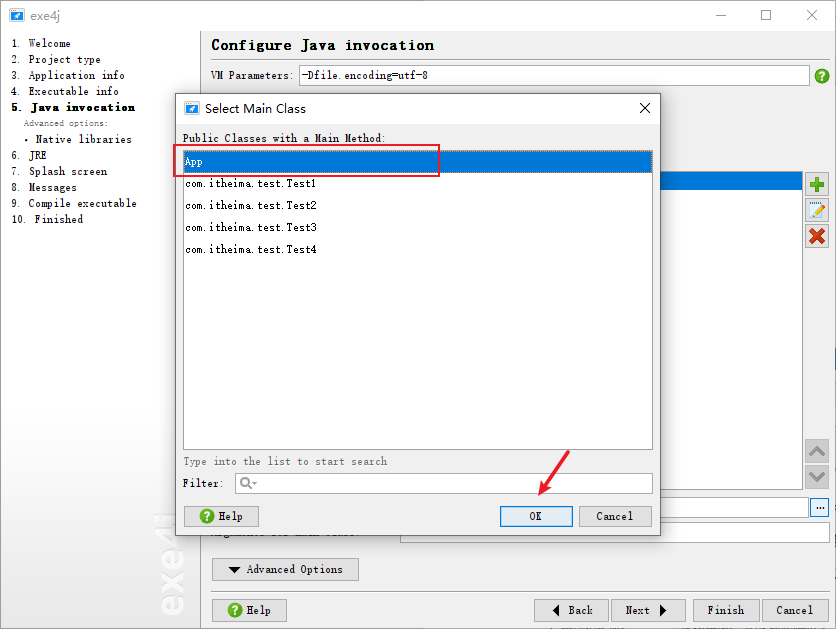 exe4j
1. Welcome
2. Project type
3. Application info
4. Executable info
5. Java invocation
Advanced options:
· Native libraries
6. JRE
7. Splash screen
8. Messages
9. Compile executable
10. Finished
exe4j
Configure Java invocation
VM Parameters: -Dfile.encoding=utf-8
Select Main Class
Public Classes with a Main Method:
App
com.itheima.test.Test1
com.itheima.test.Test2
com.itheima.test.Test3
com.itheima.test.Test4
Type into the list to start search
Filter:
Help
OK
Cancel
...
Advanced Options
Help
Back
Next
Finish
Cancel